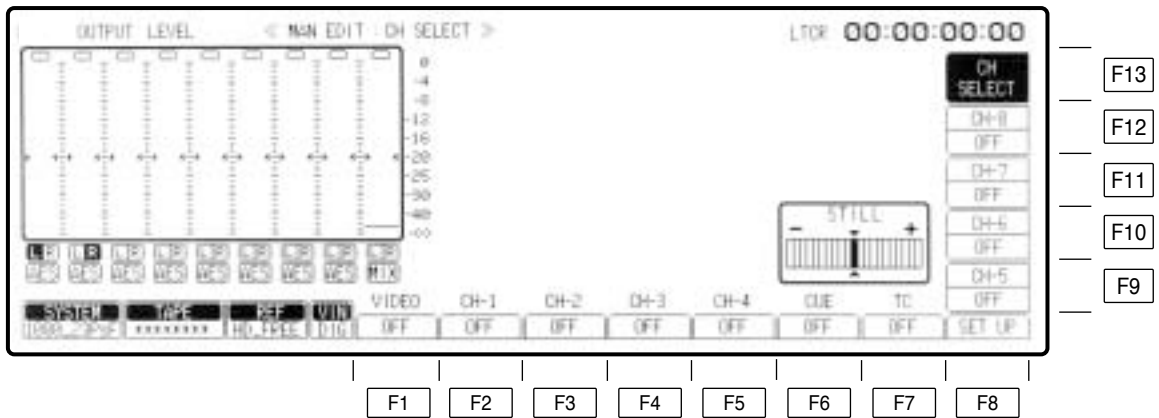 OUTPUT LEVEL
≪ MAN EDIT : CH SELECT ≫
LTCR 00:00:00:00
0
-4
-8
-12
-16
-20
-25
-30
-40
-∞
L R L R L R L R L R L R L R L R L R
AES AES AES AES AES AES AES AES MIX
CH
SELECT
CH-8
OFF
CH-7
OFF
CH-6
OFF
CH-5
OFF
SET UP
STILL
- +
SYSTEM TAPE REF VIN
******** HD_FREE DIG
VIDEO CH-1 CH-2 CH-3 CH-4 CUE TC
OFF OFF OFF OFF OFF OFF OFF
F13
F12
F11
F10
F9
F1 F2 F3 F4 F5 F6 F7 F8